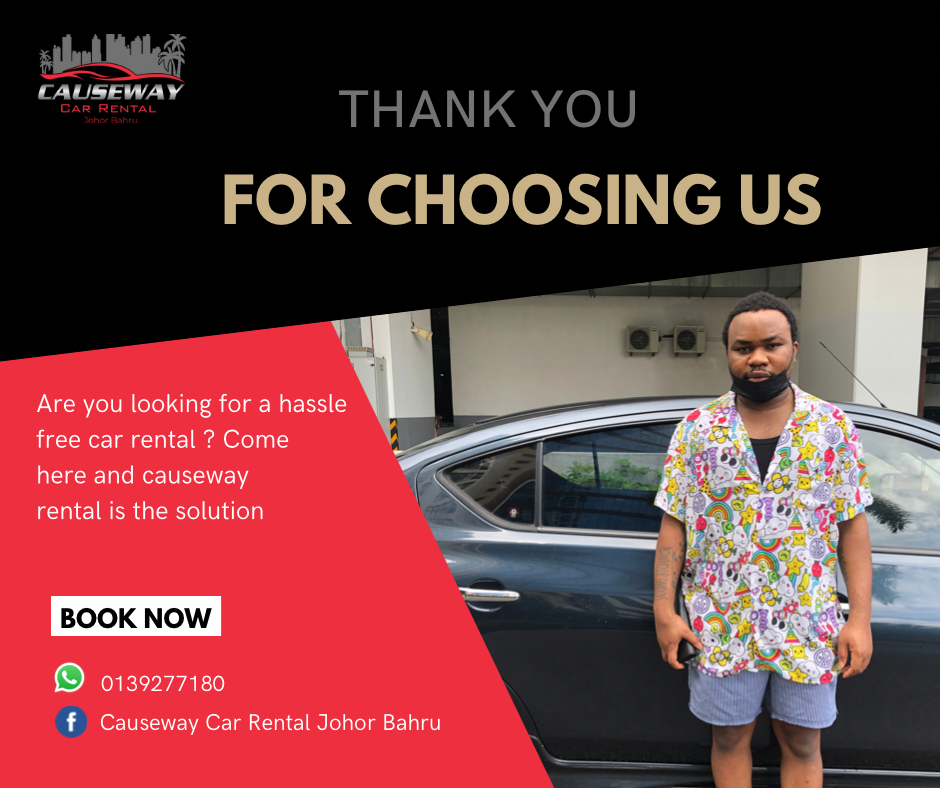 CAUSEWAY
CAR RENTAL
Johor Bahru
THANK YOU
FOR CHOOSING US
Are you looking for a hassle
free car rental ? Come
here and causeway
rental is the solution
BOOK NOW
0139277180
f
Causeway Car Rental Johor Bahru